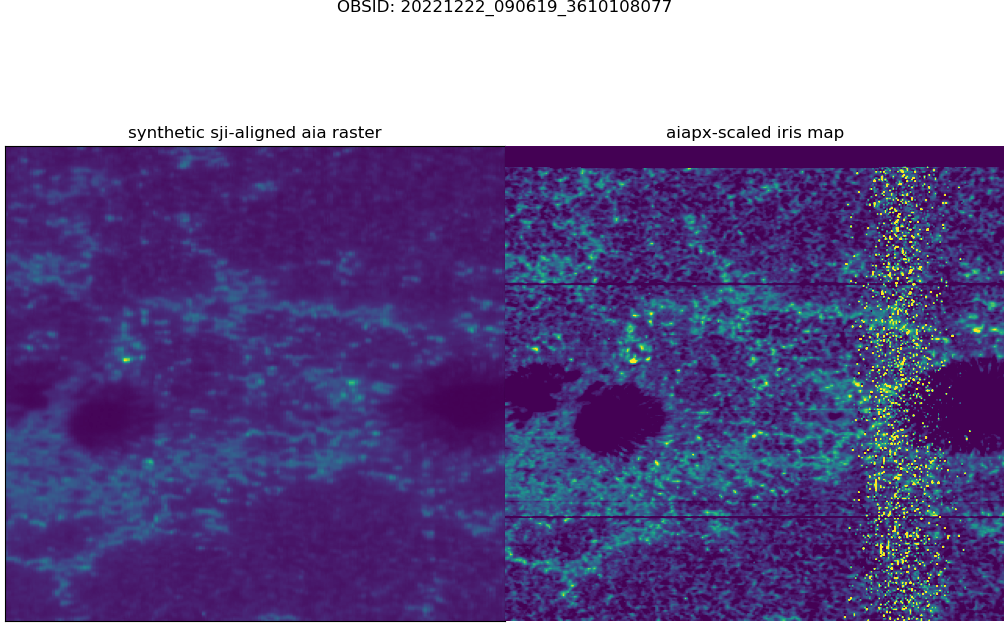 OBSID: 20221222_090619_3610108077
synthetic sji-aligned aia raster
aiapx-scaled iris map